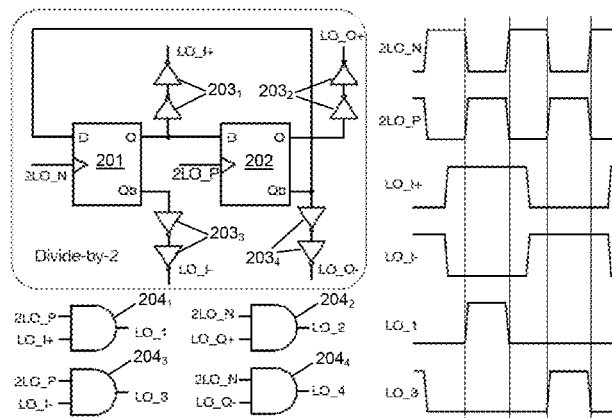 LO_I+
LO_Q+
203₁
203₂
2LO_N
2LO_P
D
Q
D
Q
201
202
2LO_N
2LO_P
QB
QB
LO_I+
203₃
203₄
Divide-by-2
LO_I-
LO_Q-
LO_I-
204₁
204₂
2LO_P
LO_I+
LO_1
2LO_N
LO_Q+
LO_2
LO_1
204₃
204₄
2LO_P
LO_I-
LO_3
2LO_N
LO_Q-
LO_4
LO_3